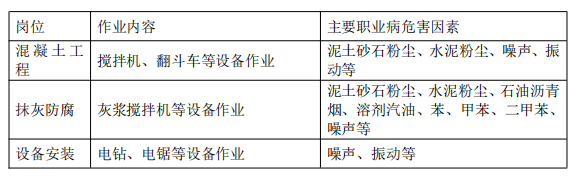 岗位 作业内容 主要职业病危害因素
混凝土工
程
搅拌机、翻斗车等设备作业
泥土砂石粉尘、水泥粉尘、噪声、振
动等
抹灰防腐
灰浆搅拌机等设备作业
泥土砂石粉尘、水泥粉尘、石油沥青
烟、溶剂汽油、苯、甲苯、二甲苯、
噪声等
设备安装 电钻、电锯等设备作业 噪声、振动等